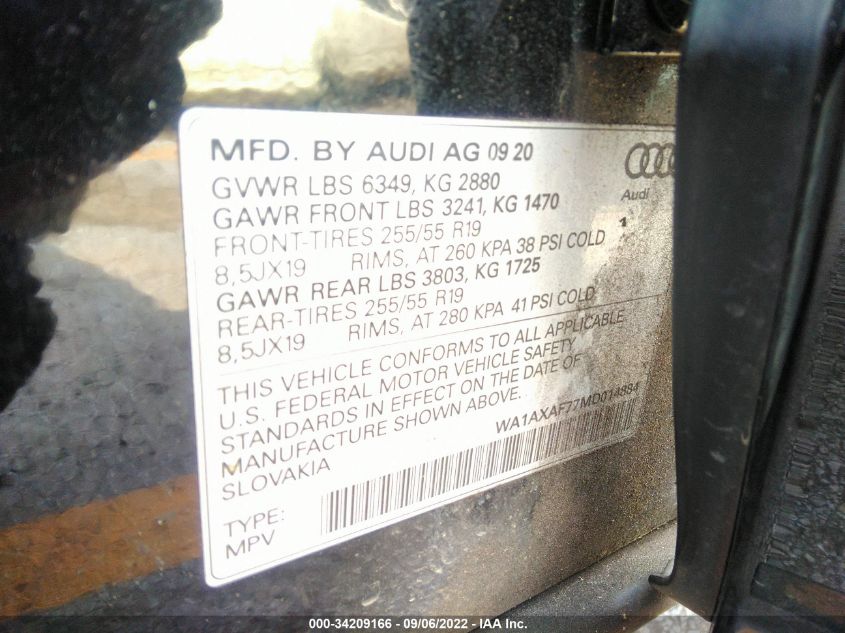 MFD. BY AUDI AG 09 20
GVWR LBS 6349, KG 2880
GAWR FRONT LBS 3241, KG 1470
FRONT-TIRES 255/55 R19
8,5JX19 RIMS, AT 260 KPA 38 PSI COLD
GAWR REAR LBS 3803, KG 1725
REAR-TIRES 255/55 R19
8,5JX19 RIMS, AT 280 KPA 41 PSI COLD
Audi
1
THIS VEHICLE CONFORMS TO ALL APPLICABLE
U.S. FEDERAL MOTOR VEHICLE SAFETY
STANDARDS IN EFFECT ON THE DATE OF
MANUFACTURE SHOWN ABOVE.
SLOVAKIA
WA1AXAF77MD014884
TYPE:
MPV
000-34209166 - 09/06/2022 - IAA Inc.